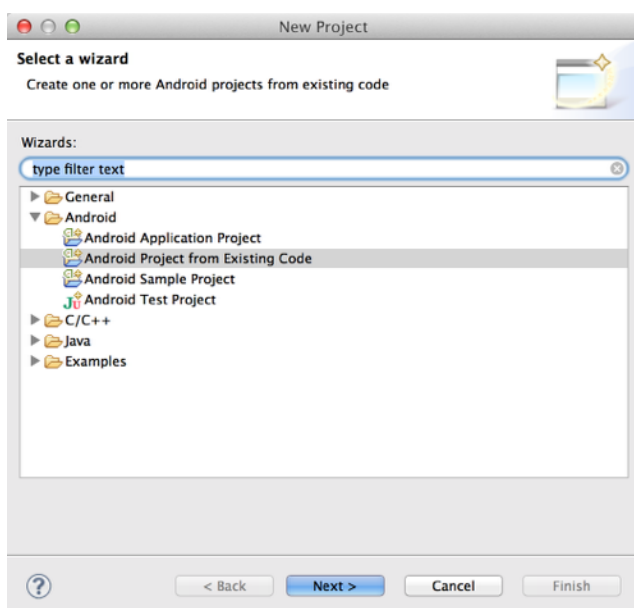 New Project
Select a wizard
Create one or more Android projects from existing code
Wizards:
type filter text
General
Android
Android Application Project
Android Project from Existing Code
Android Sample Project
Android Test Project
C/C++
Java
Examples
? < Back Next > Cancel Finish